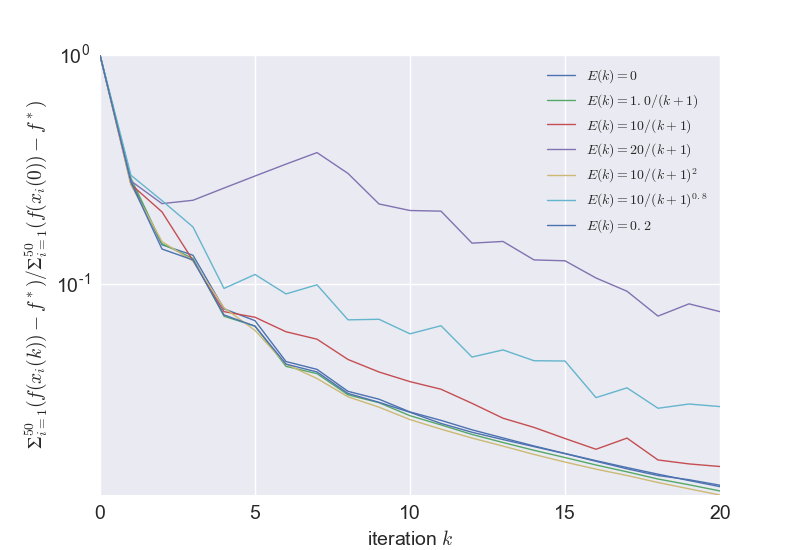 10^0
10^-1
Σ_{i=1}^{50}(f(x_i(k)) − f*)/Σ_{i=1}^{50}(f(x_i(0)) − f*)
E(k) = 0
E(k) = 1.0/(k+1)
E(k) = 10/(k+1)
E(k) = 20/(k+1)
E(k) = 10/(k+1)^2
E(k) = 10/(k+1)^0.8
E(k) = 0.2
0 5 10 15 20
iteration k